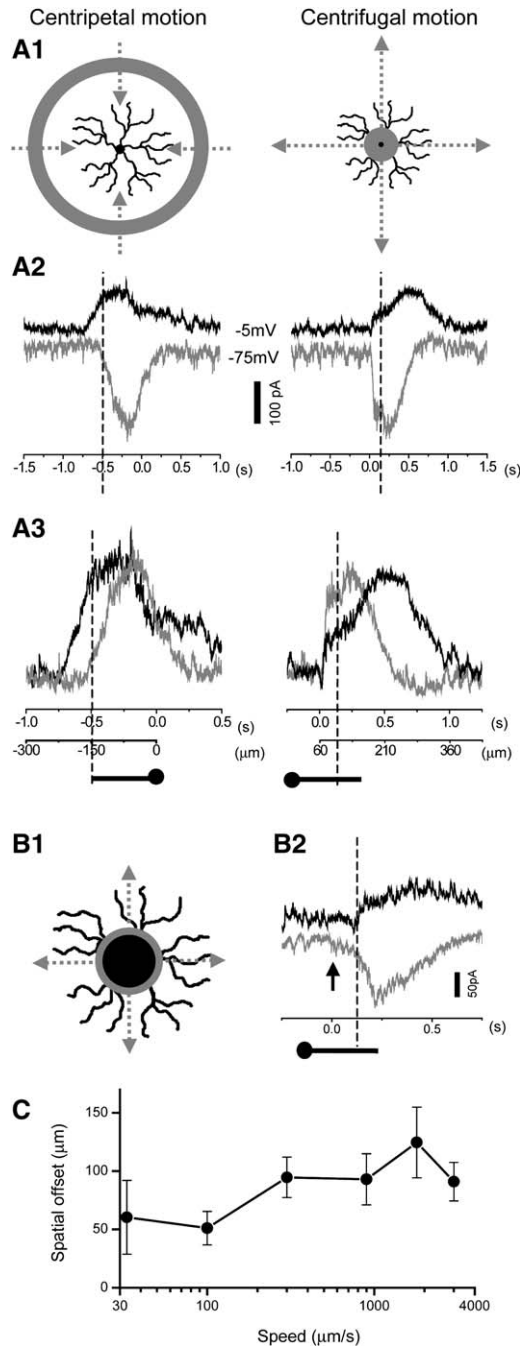 Centripetal motion Centrifugal motion
A1
A2
-5mV
-75mV
100 pA
-1.5 -1.0 -0.5 0.0 0.5 1.0 (s)
-1.0 -0.5 0.0 0.5 1.0 1.5 (s)
A3
-1.0 -0.5 0.0 0.5 (s)
0.0 0.5 1.0 (s)
-300 -150 0 (μm)
60 210 360 (μm)
B1 B2
50pA
0.0 0.5 (s)
C
Spatial offset (μm)
150
100
50
0
30 100 1000 4000
Speed (μm/s)